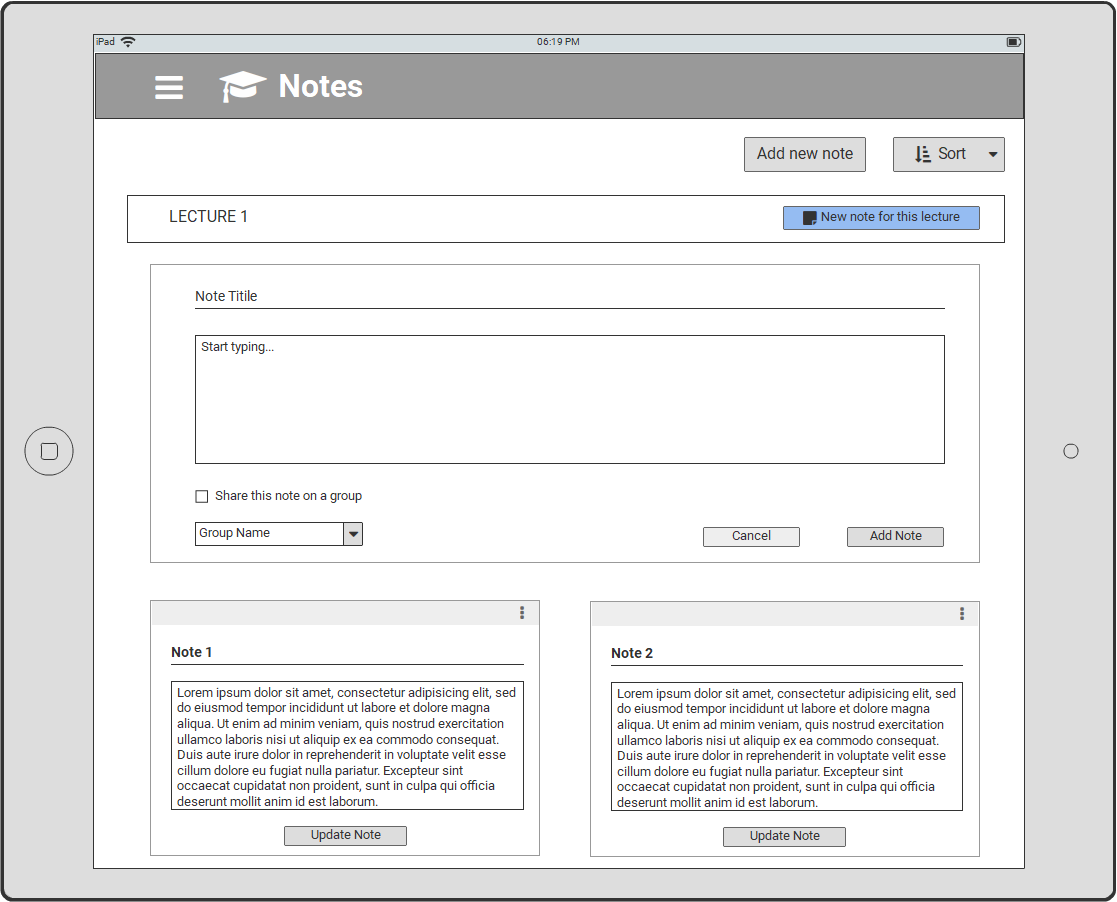 iPad 06:19 PM
Notes
Add new note Sort
LECTURE 1 New note for this lecture
Note Titile
Start typing...
Share this note on a group
Group Name Cancel Add Note
Note 1
Lorem ipsum dolor sit amet, consectetur adipisicing elit, sed
do eiusmod tempor incididunt ut labore et dolore magna
aliqua. Ut enim ad minim veniam, quis nostrud exercitation
ullamco laboris nisi ut aliquip ex ea commodo consequat.
Duis aute irure dolor in reprehenderit in voluptate velit esse
cillum dolore eu fugiat nulla pariatur. Excepteur sint
occaecat cupidatat non proident, sunt in culpa qui officia
deserunt mollit anim id est laborum.
Update Note
Note 2
Lorem ipsum dolor sit amet, consectetur adipisicing elit, sed
do eiusmod tempor incididunt ut labore et dolore magna
aliqua. Ut enim ad minim veniam, quis nostrud exercitation
ullamco laboris nisi ut aliquip ex ea commodo consequat.
Duis aute irure dolor in reprehenderit in voluptate velit esse
cillum dolore eu fugiat nulla pariatur. Excepteur sint
occaecat cupidatat non proident, sunt in culpa qui officia
deserunt mollit anim id est laborum.
Update Note